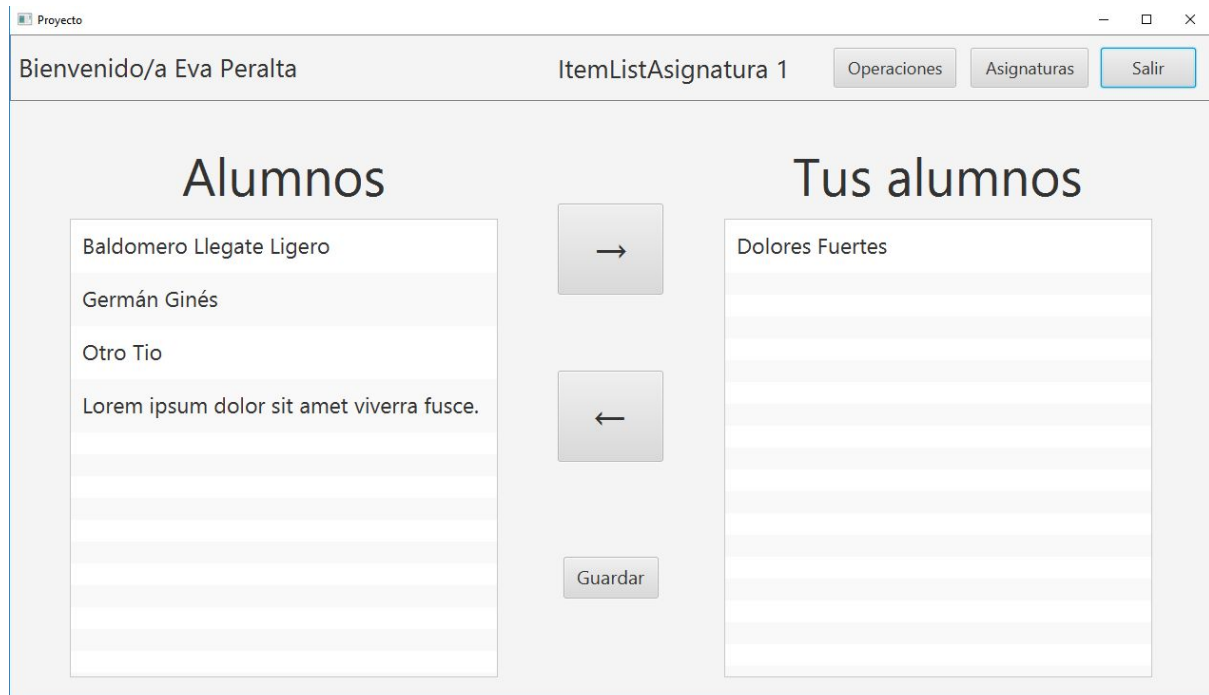 Proyecto
Bienvenido/a Eva Peralta
ItemListAsignatura 1
Operaciones
Asignaturas
Salir
Alumnos
Tus alumnos
Baldomero Llegate Ligero
Germán Ginés
Otro Tio
Lorem ipsum dolor sit amet viverra fusce.
→
←
Guardar
Dolores Fuertes